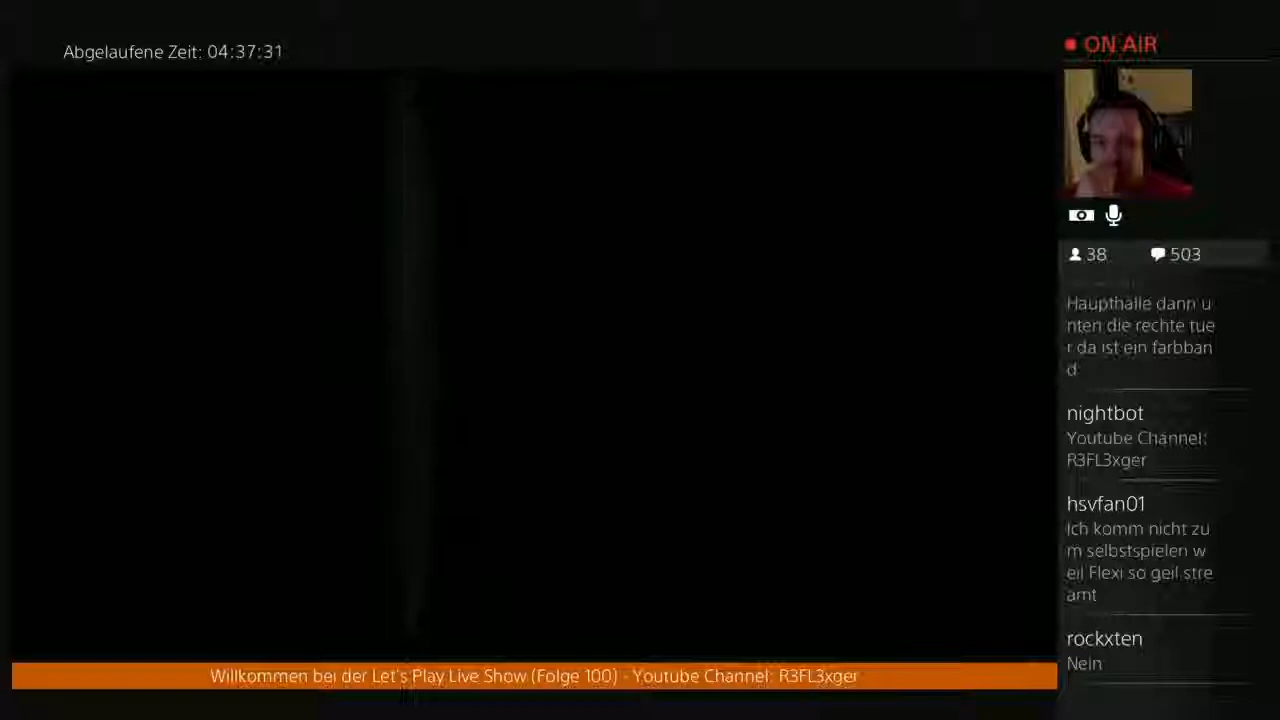 Abgelaufene Zeit: 04:37:31
ON AIR
38 503
Haupthalle dann u
nten die rechte tue
r da ist ein farbban
d
nightbot
Youtube Channel:
R3FL3xger
hsvfan01
Ich komm nicht zu
m selbstspielen w
eil Flexi so geil stre
amt
rockxten
Nein
Willkommen bei der Let's Play Live Show (Folge 100) - Youtube Channel: R3FL3xger